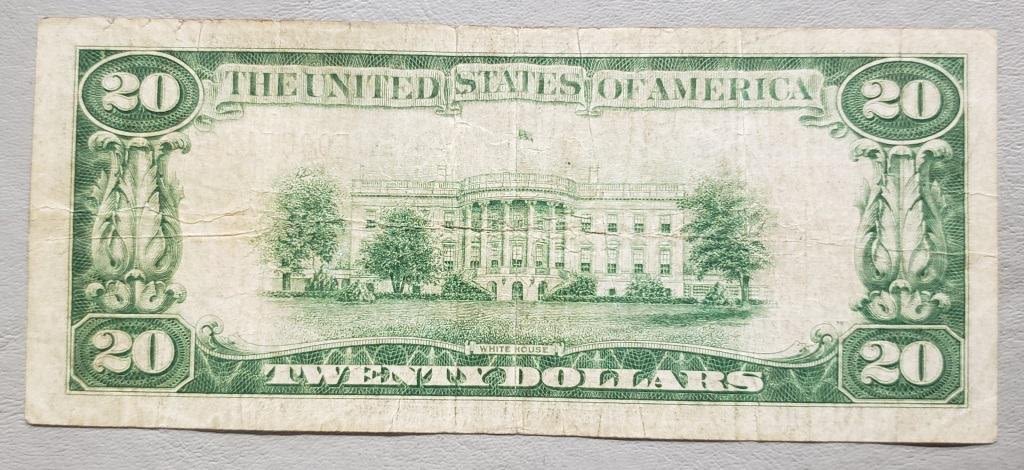 20 THE UNITED STATES OF AMERICA 20
WHITE HOUSE
20 TWENTY DOLLARS 20